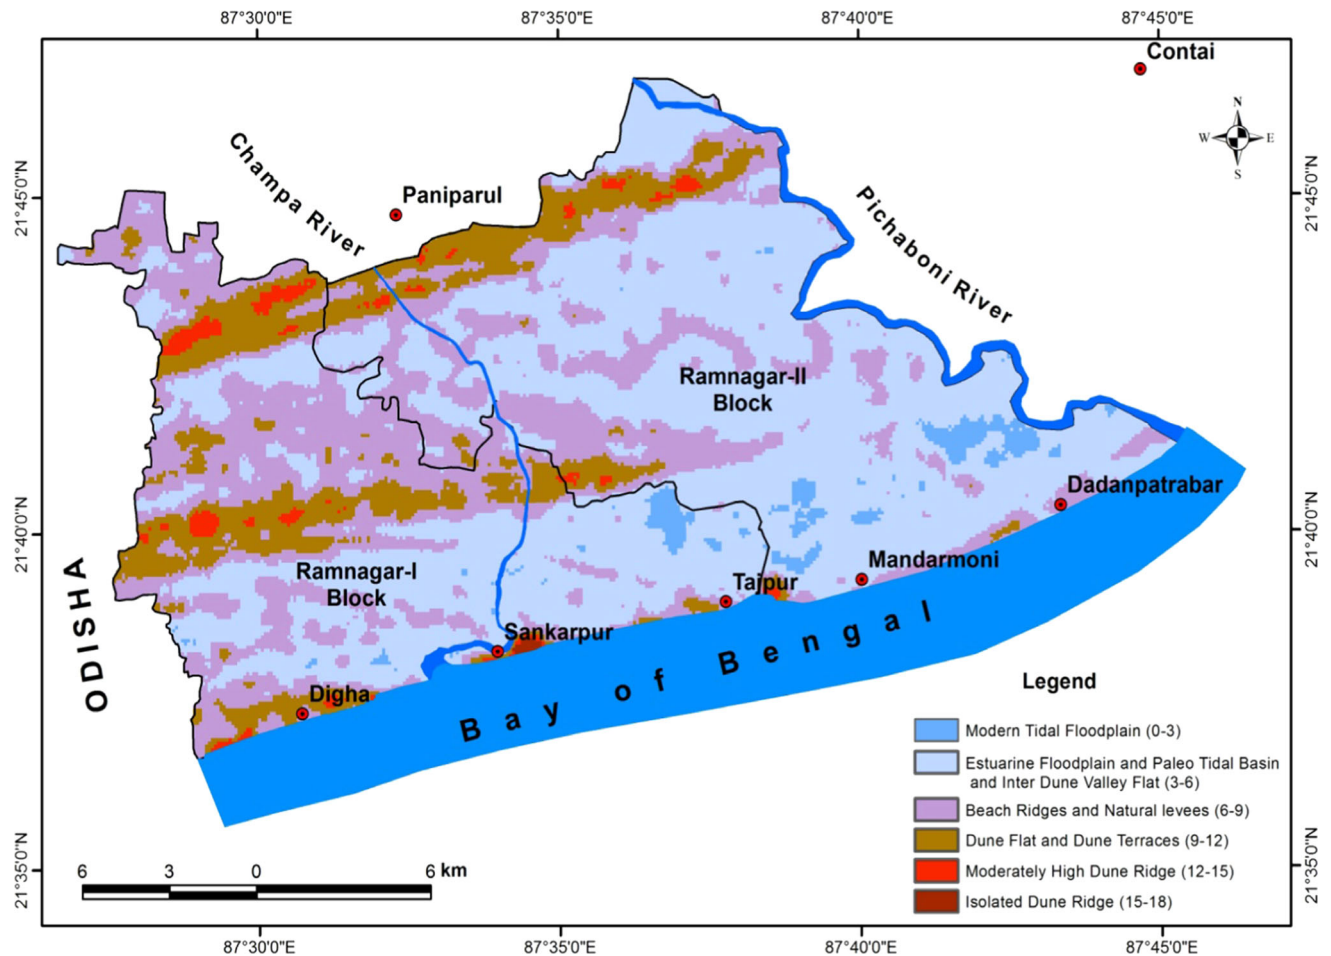 87°30'0"E
87°35'0"E
87°40'0"E
87°45'0"E
Contai
N
W
E
S
Champa River
Paniparul
Pichaboni River
21°45'0"N
21°45'0"N
Ramnagar-II
Block
Dadanpatrabar
21°40'0"N
21°40'0"N
Mandarmoni
Ramnagar-I
Block
Tajpur
ODISHA
Sankarpur
Digha
Bay of Bengal
Legend
Modern Tidal Floodplain (0-3)
Estuarine Floodplain and Paleo Tidal Basin
and Inter Dune Valley Flat (3-6)
Beach Ridges and Natural levees (6-9)
Dune Flat and Dune Terraces (9-12)
Moderately High Dune Ridge (12-15)
Isolated Dune Ridge (15-18)
21°35'0"N
21°35'0"N
6 3 0 6 km
87°30'0"E
87°35'0"E
87°40'0"E
87°45'0"E